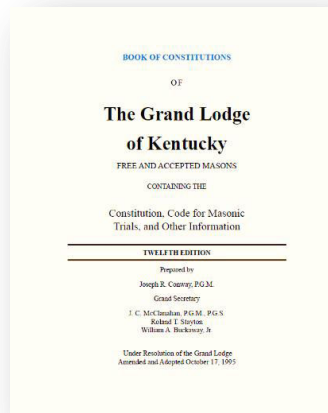 BOOK OF CONSTITUTIONS
OF
The Grand Lodge
of Kentucky
FREE AND ACCEPTED MASONS
CONTAINING THE
Constitution, Code for Masonic
Trials, and Other Information
TWELFTH EDITION
Prepared by
Joseph R. Conway, P.G.M.
Grand Secretary
J. C. McClanahan, P.G.M., P.G.S.
Roland T. Stayton
William A. Buckaway, Jr.
Under Resolution of the Grand Lodge
Amended and Adopted October 17, 1995